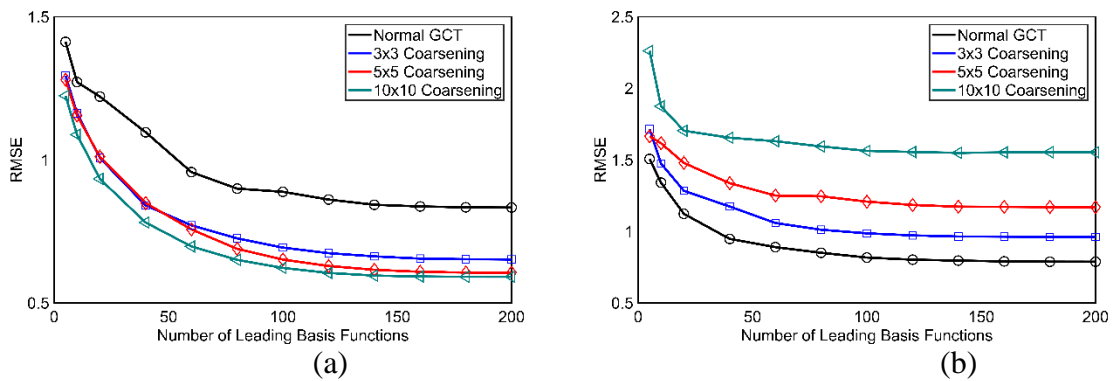 1.5
1
0.5
RMSE
Normal GCT
3x3 Coarsening
5x5 Coarsening
10x10 Coarsening
0 50 100 150 200
Number of Leading Basis Functions
(a)
2.5
2
1.5
1
0.5
RMSE
Normal GCT
3x3 Coarsening
5x5 Coarsening
10x10 Coarsening
0 50 100 150 200
Number of Leading Basis Functions
(b)